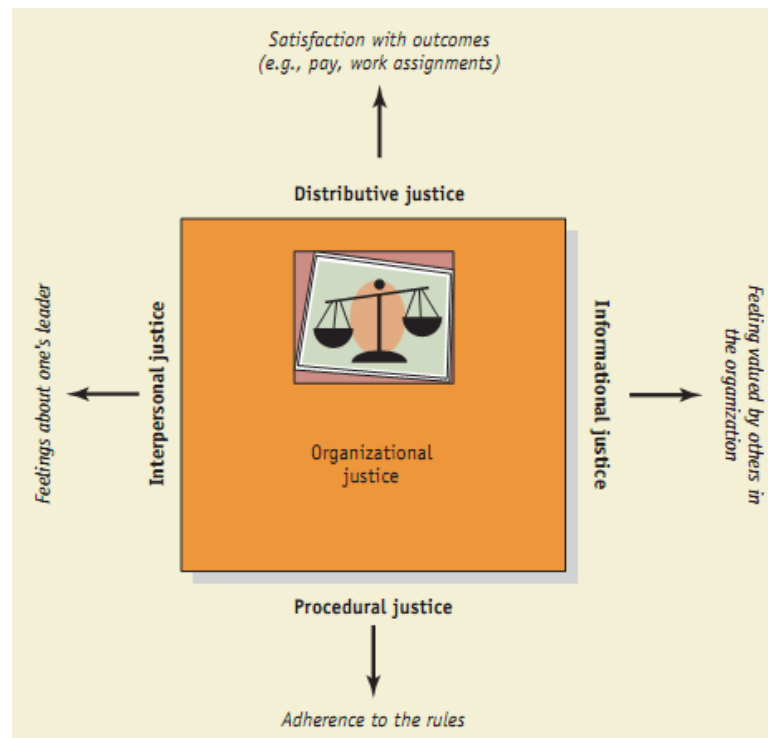 Satisfaction with outcomes
(e.g., pay, work assignments)
Distributive justice
Feelings about one's leader
Interpersonal justice
Organizational
justice
Informational justice
Feeling valued by others in
the organization
Procedural justice
Adherence to the rules